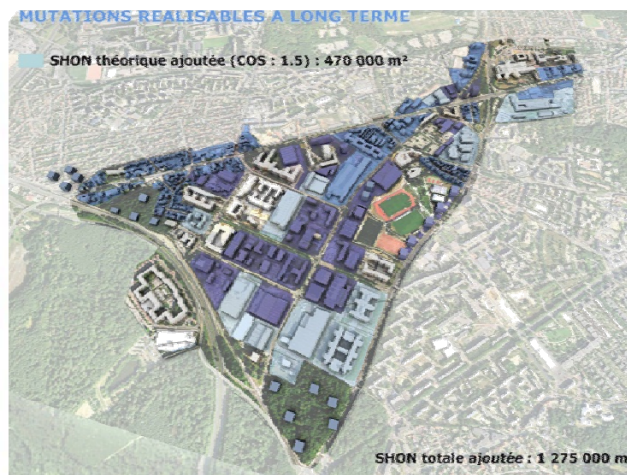 MUTATIONS REALISABLES A LONG TERME
SHON théorique ajoutée (COS : 1.5) : 470 000 m²
SHON totale ajoutée : 1 275 000 m